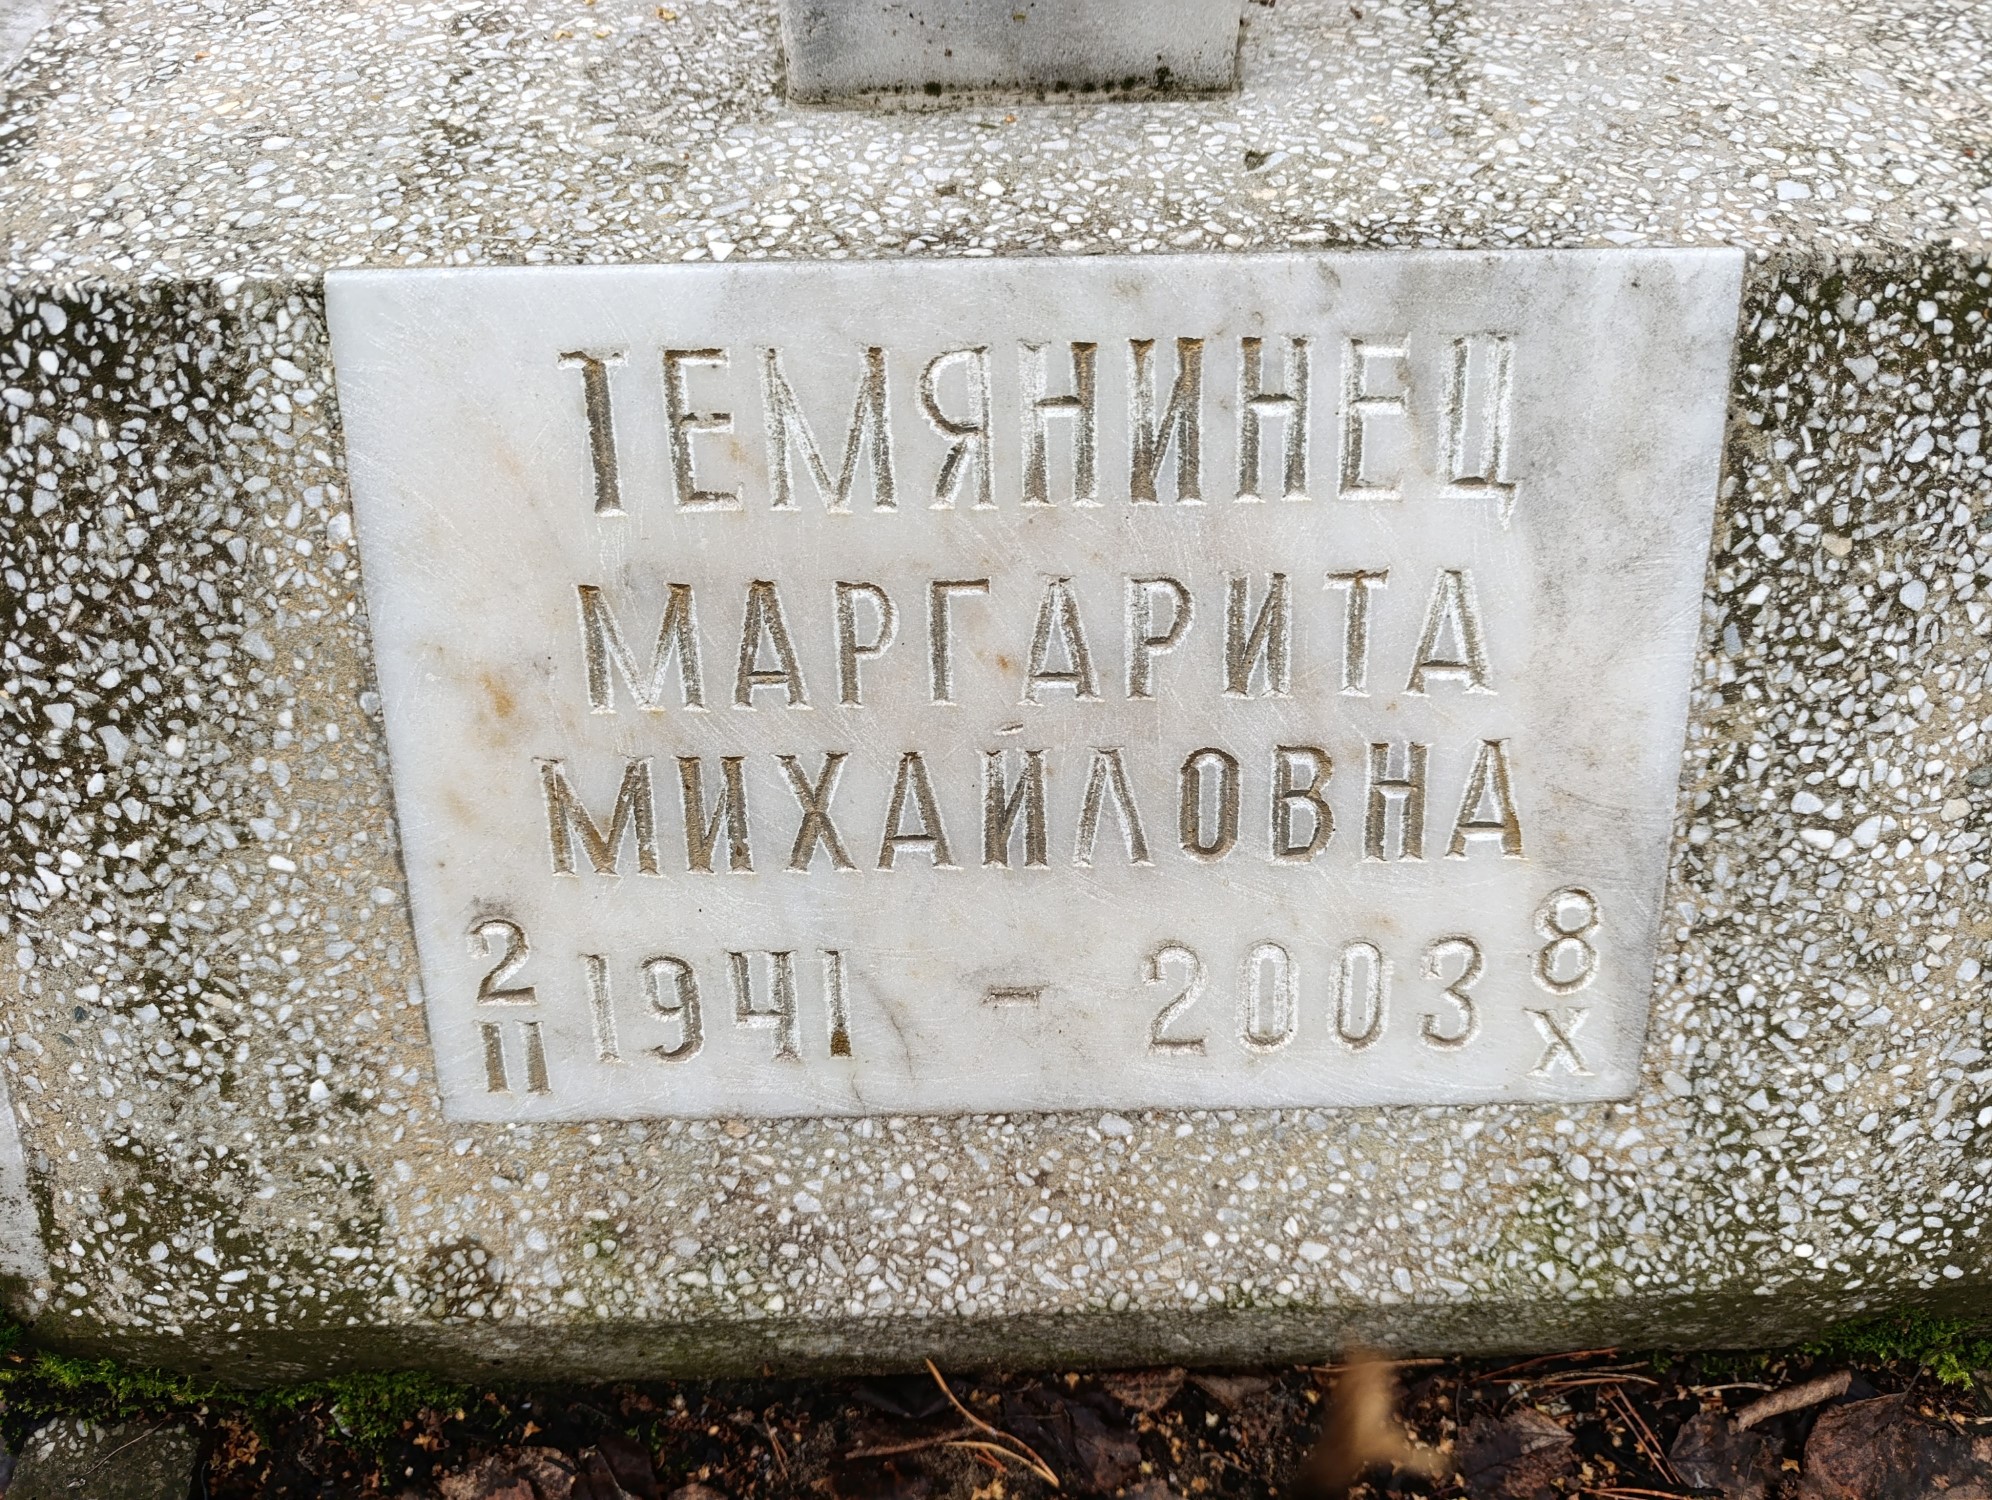 ТЕМЯНИНЕЦ
МАРГАРИТА
МИХАЙЛОВНА
2 II 1941 - 2003 8 X